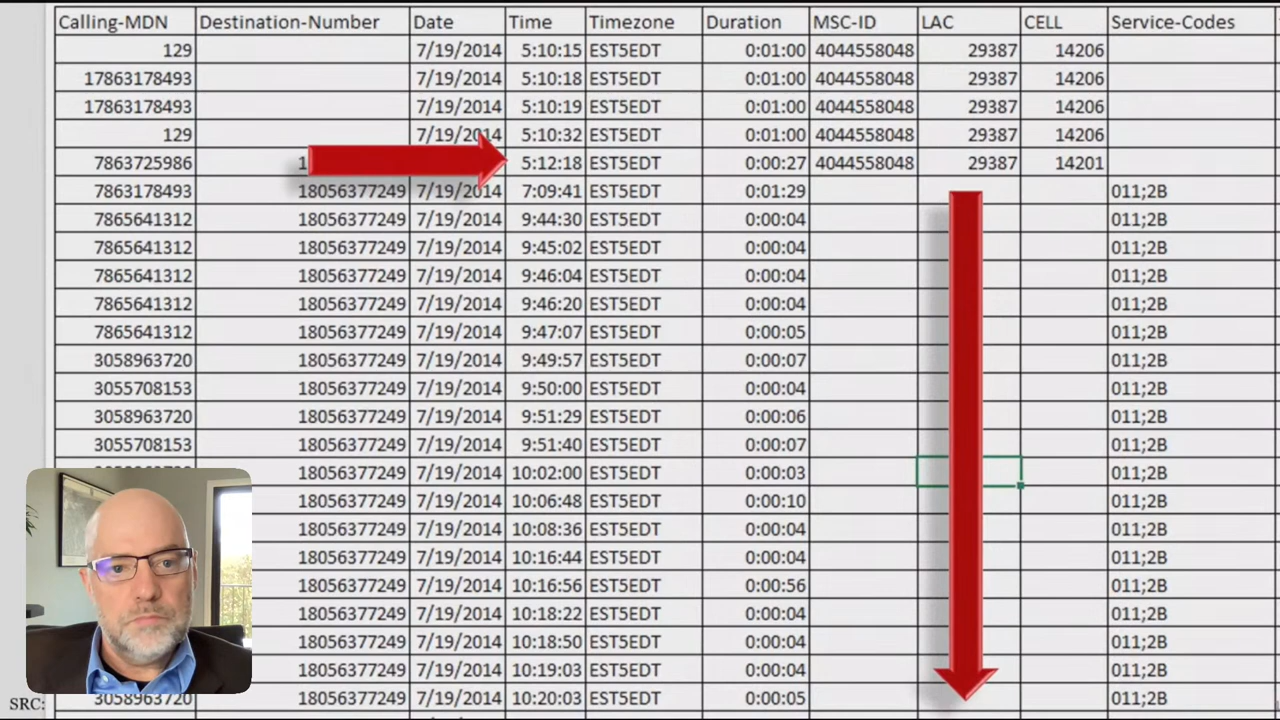 Calling-MDN Destination-Number Date Time Timezone Duration MSC-ID LAC CELL Service-Codes
129 7/19/2014 5:10:15 EST5EDT 0:01:00 4044558048 29387 14206
17863178493 7/19/2014 5:10:18 EST5EDT 0:01:00 4044558048 29387 14206
17863178493 7/19/2014 5:10:19 EST5EDT 0:01:00 4044558048 29387 14206
129 7/19/2014 5:10:32 EST5EDT 0:01:00 4044558048 29387 14206
7863725986 5:12:18 EST5EDT 0:00:27 4044558048 29387 14201
7863178493 18056377249 7/19/2014 7:09:41 EST5EDT 0:01:29 011;2B
7865641312 18056377249 7/19/2014 9:44:30 EST5EDT 0:00:04 011;2B
7865641312 18056377249 7/19/2014 9:45:02 EST5EDT 0:00:04 011;2B
7865641312 18056377249 7/19/2014 9:46:04 EST5EDT 0:00:04 011;2B
7865641312 18056377249 7/19/2014 9:46:20 EST5EDT 0:00:04 011;2B
7865641312 18056377249 7/19/2014 9:47:07 EST5EDT 0:00:05 011;2B
3058963720 18056377249 7/19/2014 9:49:57 EST5EDT 0:00:07 011;2B
3055708153 18056377249 7/19/2014 9:50:00 EST5EDT 0:00:04 011;2B
3058963720 18056377249 7/19/2014 9:51:29 EST5EDT 0:00:06 011;2B
3055708153 18056377249 7/19/2014 9:51:40 EST5EDT 0:00:07 011;2B
18056377249 7/19/2014 10:02:00 EST5EDT 0:00:03 011;2B
18056377249 7/19/2014 10:06:48 EST5EDT 0:00:10 011;2B
18056377249 7/19/2014 10:08:36 EST5EDT 0:00:04 011;2B
18056377249 7/19/2014 10:16:44 EST5EDT 0:00:04 011;2B
18056377249 7/19/2014 10:16:56 EST5EDT 0:00:56 011;2B
18056377249 7/19/2014 10:18:22 EST5EDT 0:00:04 011;2B
18056377249 7/19/2014 10:18:50 EST5EDT 0:00:04 011;2B
18056377249 7/19/2014 10:19:03 EST5EDT 0:00:04 011;2B
3058963720 18056377249 7/19/2014 10:20:03 EST5EDT 0:00:05 011;2B
SRC: